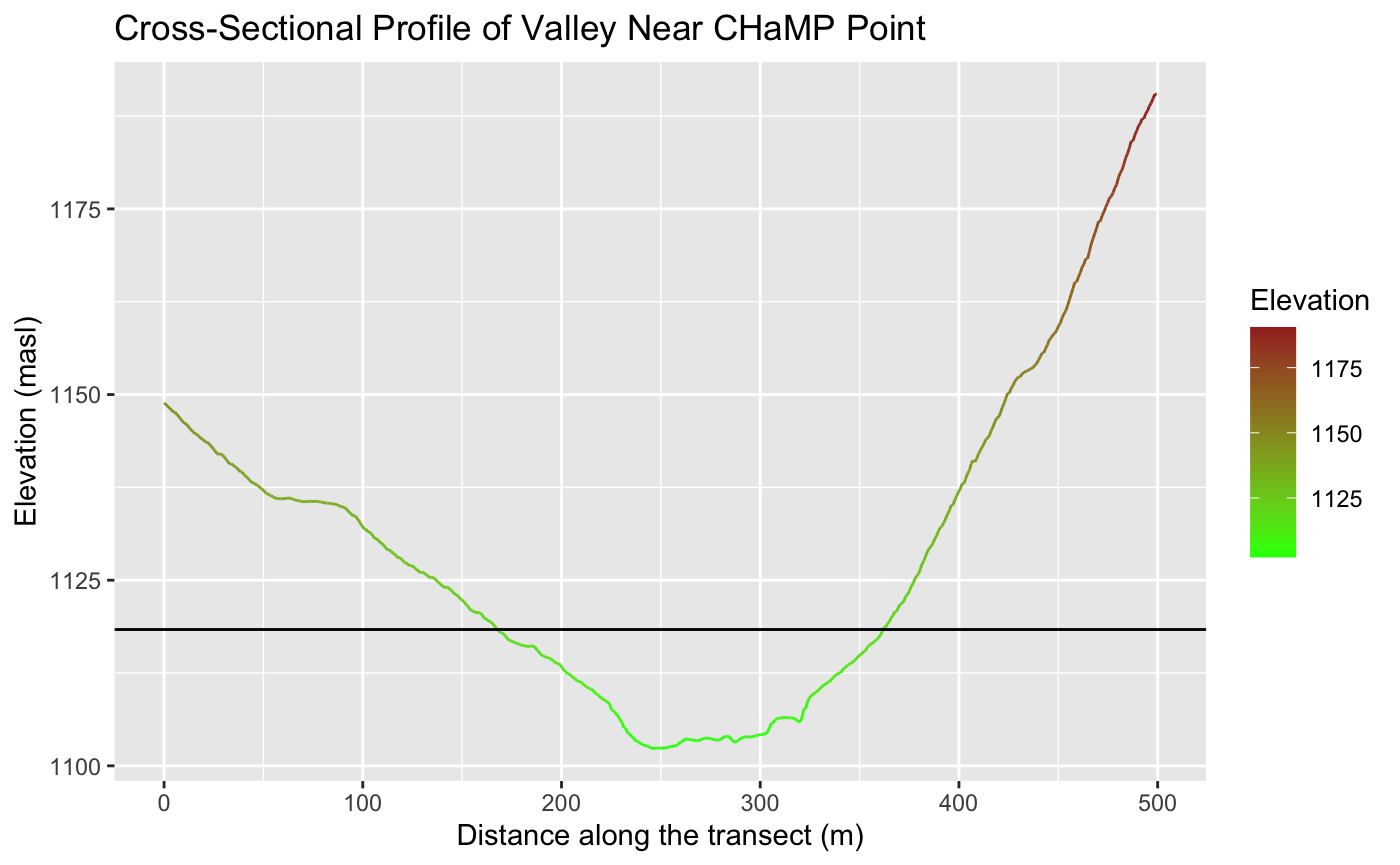 Cross-Sectional Profile of Valley Near CHaMP Point
Elevation (masl)
1175
1150
1125
1100
0 100 200 300 400 500
Distance along the transect (m)
Elevation
1175
1150
1125